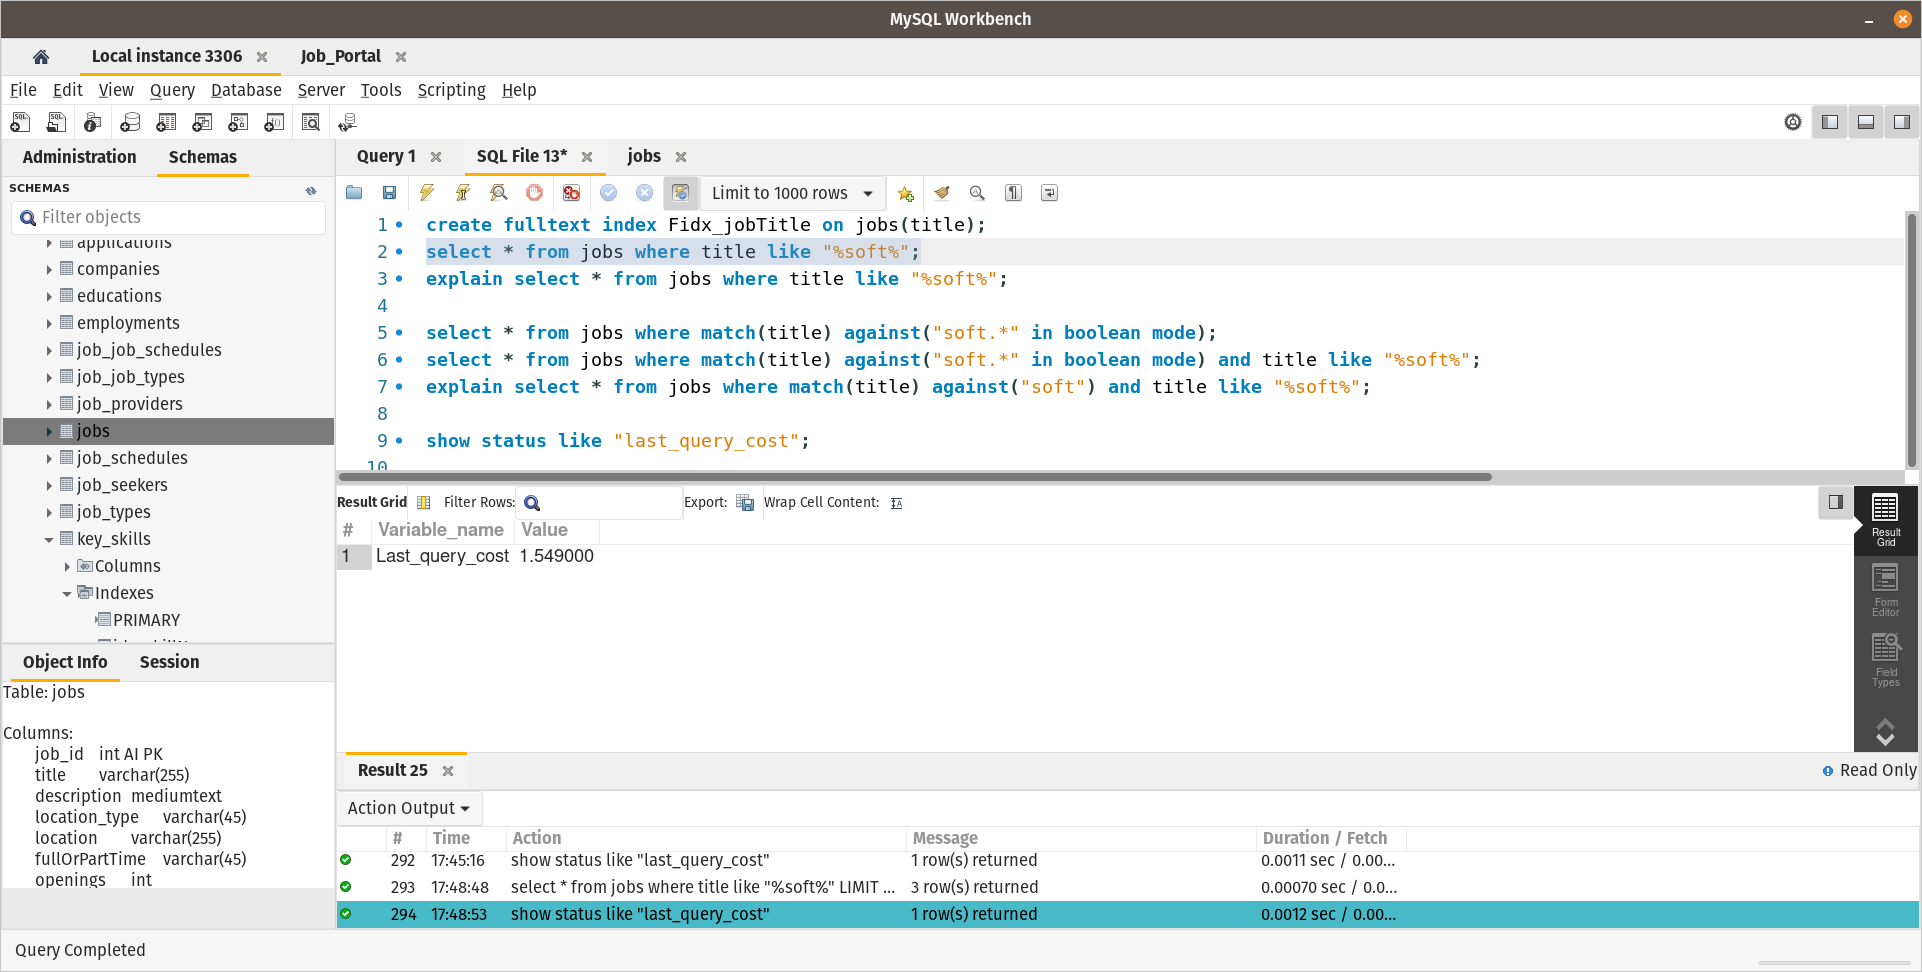 MySQL Workbench
Local instance 3306
Job_Portal
File Edit View Query Database Server Tools Scripting Help
Administration
Schemas
SCHEMAS
Filter objects
applications
companies
educations
employments
job_job_schedules
job_job_types
job_providers
jobs
job_schedules
job_seekers
job_types
key_skills
Columns
Indexes
PRIMARY
Object Info
Session
Table: jobs
Columns:
job_id int AI PK
title varchar(255)
description mediumtext
location_type varchar(45)
location varchar(255)
fullOrPartTime varchar(45)
openings int
Query 1
SQL File 13*
jobs
Limit to 1000 rows
1 create fulltext index Fidx_jobTitle on jobs(title);
2 select * from jobs where title like "%soft%";
3 explain select * from jobs where title like "%soft%";
4
5 select * from jobs where match(title) against("soft.*" in boolean mode);
6 select * from jobs where match(title) against("soft.*" in boolean mode) and title like "%soft%";
7 explain select * from jobs where match(title) against("soft") and title like "%soft%";
8
9 show status like "last_query_cost";
10
Result Grid Filter Rows: Export: Wrap Cell Content:
# Variable_name Value
1 Last_query_cost 1.549000
Result
Grid
Form
Editor
Field
Types
Result 25
Read Only
Action Output
# Time Action Message Duration / Fetch
292 17:45:16 show status like "last_query_cost" 1 row(s) returned 0.0011 sec / 0.00...
293 17:48:48 select * from jobs where title like "%soft%" LIMIT ... 3 row(s) returned 0.00070 sec / 0.0...
294 17:48:53 show status like "last_query_cost" 1 row(s) returned 0.0012 sec / 0.00...
Query Completed